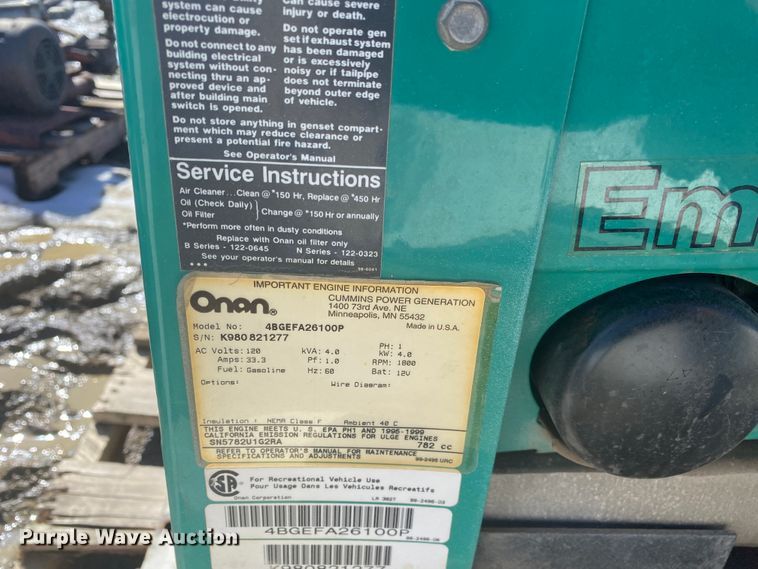 system can cause
electrocution or
property damage.
Do not connect to any
building electrical
system without con-
necting thru an ap-
proved device and
after building main
switch is opened.
Can cause severe
injury or death.
Do not operate gen
set if exhaust system
has been damaged
or is excessively
noisy or if tailpipe
does not terminate
beyond outer edge
of vehicle.
Do not store anything in genset compart-
ment which may reduce clearance or
present a potential fire hazard.
See Operator's Manual
Service Instructions
Air Cleaner...Clean @ *150 Hr, Replace @ *450 Hr
Oil (Check Daily)
Oil Filter
Change @ *150 Hr or annually
*Perform more often in dusty conditions
Replace with Onan oil filter only
B Series - 122-0645 N Series - 122-0323
See your operator's manual for details
Em
IMPORTANT ENGINE INFORMATION
Onan®
CUMMINS POWER GENERATION
1400 73rd Ave. NE
Minneapolis, MN 55432
Model No: 4BGEFA26100P Made in U.S.A.
S/N: K980821277
AC Volts: 120 kVA: 4.0 PH: 1
Amps: 33.3 Pf: 1.0 kW: 4.0
Fuel: Gasoline Hz: 60 RPM: 1800
Bat: 12V
Options: Wire Diagram:
Insulation : NEMA Class F Ambient 40 C
THIS ENGINE MEETS U.S. EPA PH1 AND 1995-1999
CALIFORNIA EMISSION REGULATIONS FOR ULGE ENGINES
SN5782U1G2RA 782 cc
REFER TO OPERATOR'S MANUAL FOR MAINTENANCE
SPECIFICATIONS AND ADJUSTMENTS
For Recreational Vehicle Use
Pour Usage Dans Les Vehicules Recreatifs
Onan Corporation LR 3827
4BGEFA26100P
K980821277
Purple Wave Auction